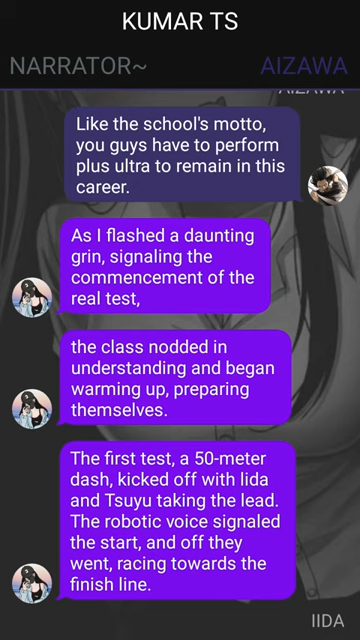 KUMAR TS
NARRATOR~ AIZAWA
AIZAWA
Like the school's motto,
you guys have to perform
plus ultra to remain in this
career.
As I flashed a daunting
grin, signaling the
commencement of the
real test,
the class nodded in
understanding and began
warming up, preparing
themselves.
The first test, a 50-meter
dash, kicked off with Iida
and Tsuyu taking the lead.
The robotic voice signaled
the start, and off they
went, racing towards the
finish line.
IIDA